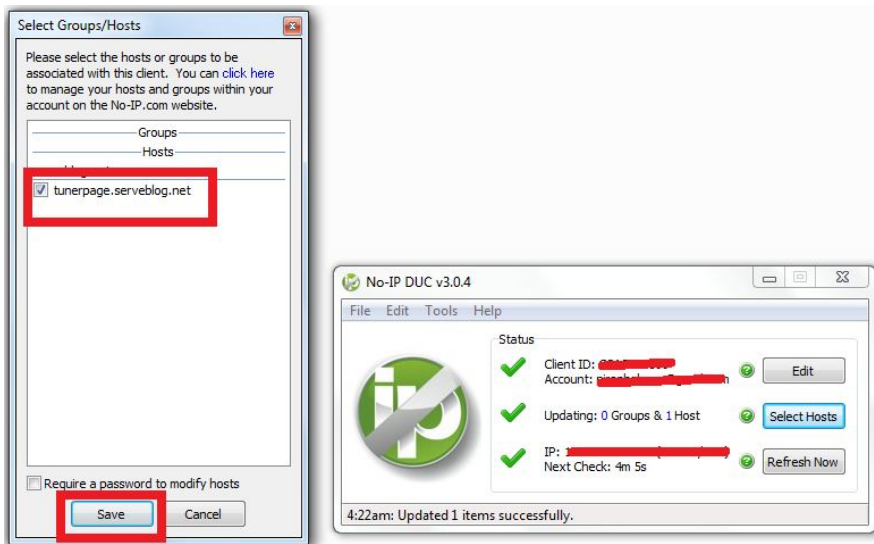 Select Groups/Hosts
Please select the hosts or groups to be
associated with this client. You can click here
to manage your hosts and groups within your
account on the No-IP.com website.
Groups
Hosts
tunerpage.serveblog.net
Require a password to modify hosts
Save
Cancel
No-IP DUC v3.0.4
File Edit Tools Help
Status
Client ID:
Account:
Edit
Updating: 0 Groups & 1 Host
Select Hosts
IP: 1
Next Check: 4m 5s
Refresh Now
4:22am: Updated 1 items successfully.
ip